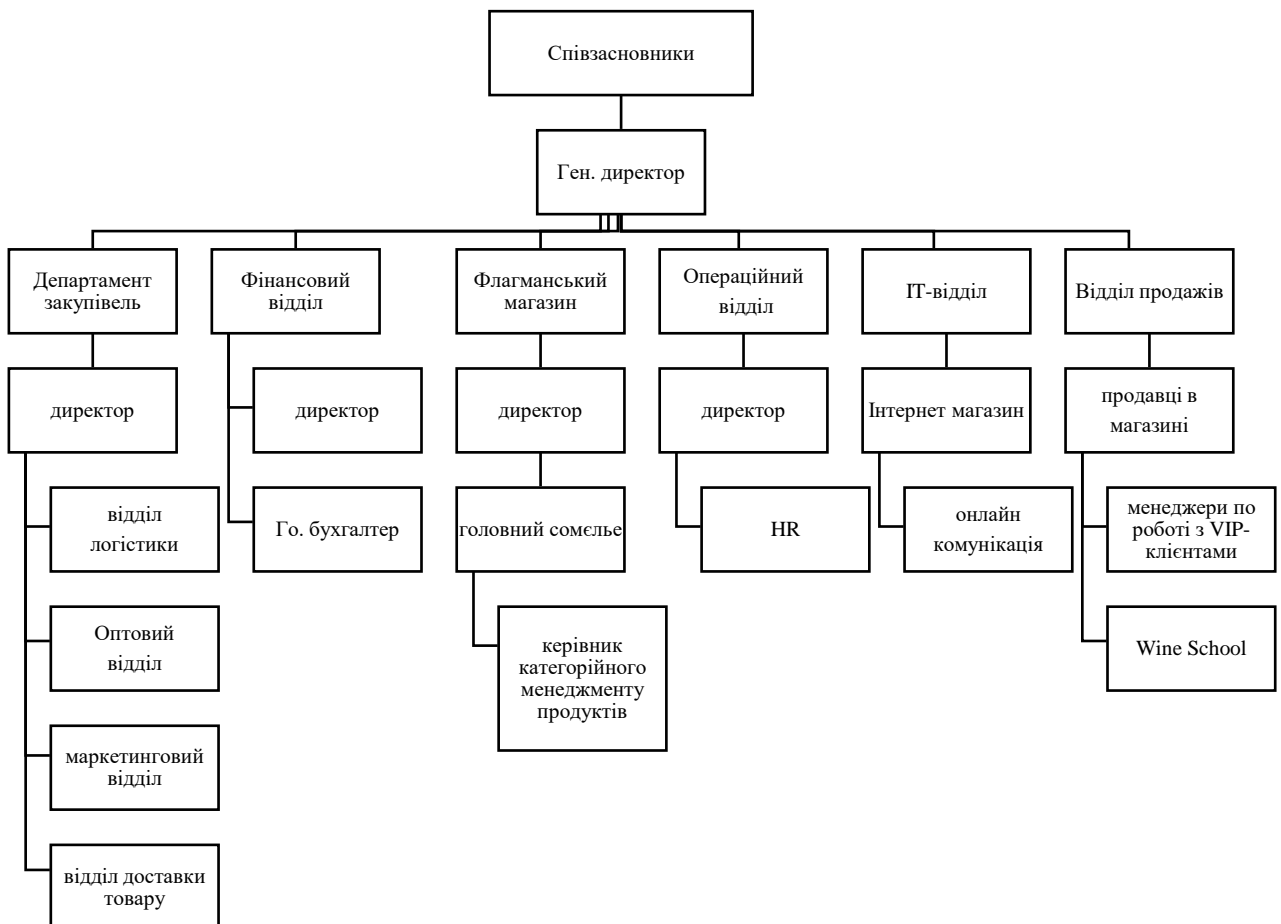 Співзасновники
Ген. директор
Департамент
закупівель
Фінансовий
відділ
Флагманський
магазин
Операційний
відділ
ІТ-відділ
Відділ продажів
директор
директор
директор
директор
Інтернет магазин
продавці в
магазині
відділ
логістики
Го. бухгалтер
головний сомєльє
HR
онлайн
комунікація
менеджери по
роботі з VIP-
клієнтами
Оптовий
відділ
керівник
категорійного
менеджменту
продуктів
Wine School
маркетинговий
відділ
відділ доставки
товару